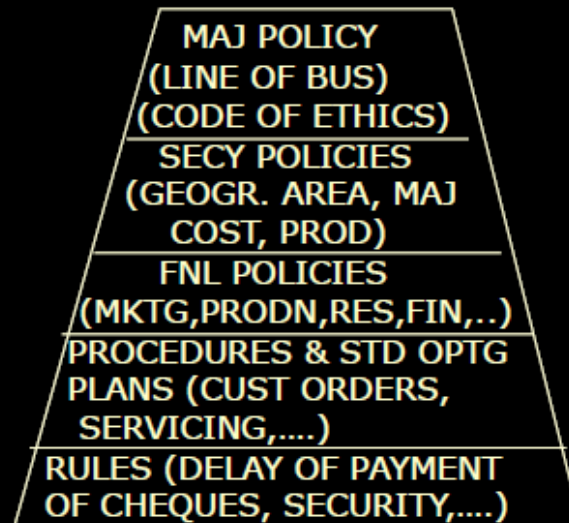 MAJ POLICY
(LINE OF BUS)
(CODE OF ETHICS)
SECY POLICIES
(GEOGR. AREA, MAJ
COST, PROD)
FNL POLICIES
(MKTG,PRODN,RES,FIN,..)
PROCEDURES & STD OPTG
PLANS (CUST ORDERS,
SERVICING,....)
RULES (DELAY OF PAYMENT
OF CHEQUES, SECURITY,....)